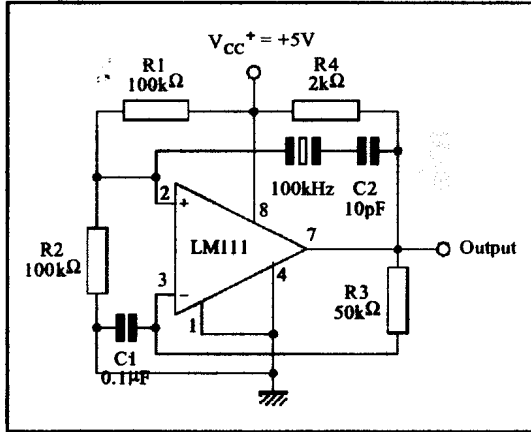 V_CC⁺ = +5V
R1
100kΩ
R4
2kΩ
100kHz
C2
10pF
2
+
8
LM111
7
Output
R2
100kΩ
3
−
4
1
R3
50kΩ
C1
0.1µF